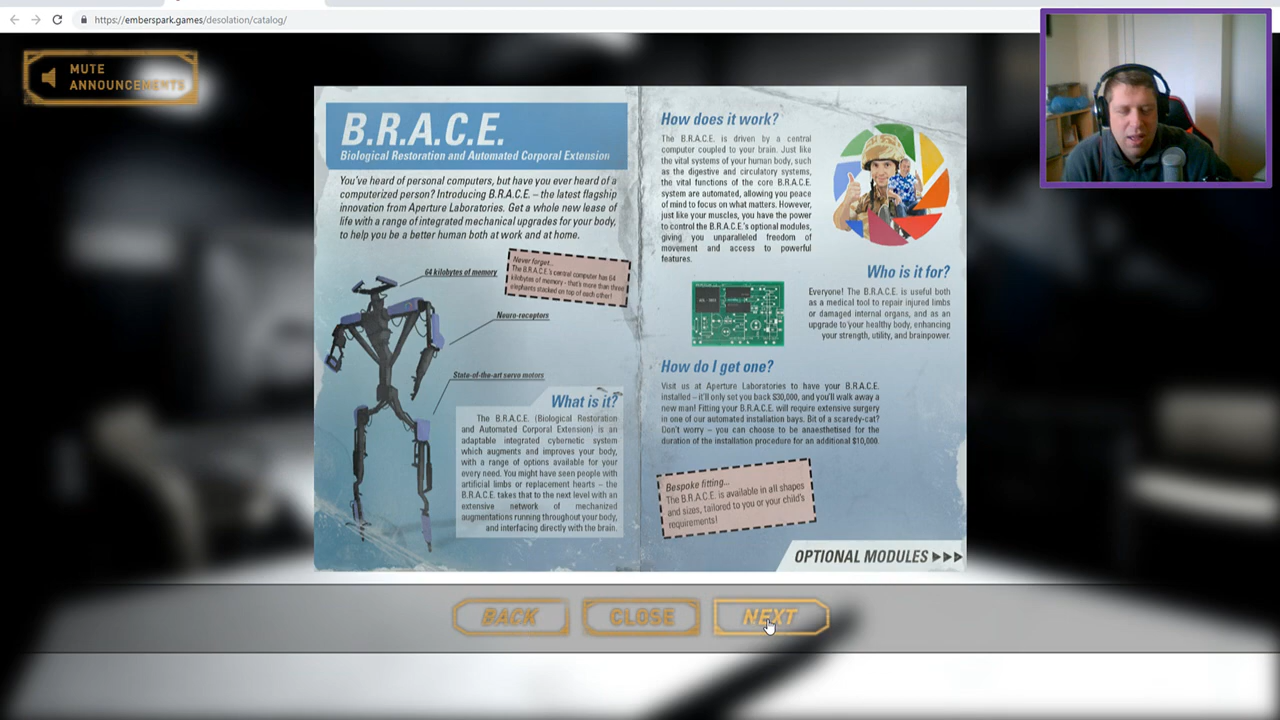 https://emberspark.games/desolation/catalog/
MUTE
ANNOUNCEMENTS
B.R.A.C.E.
Biological Restoration and Automated Corporal Extension
You've heard of personal computers, but have you ever heard of a
computerized person? Introducing B.R.A.C.E. – the latest flagship
innovation from Aperture Laboratories. Get a whole new lease of
life with a range of integrated mechanical upgrades for your body,
to help you be a better human both at work and at home.
64 kilobytes of memory
Never forget...
The B.R.A.C.E.'s central computer has 64
kilobytes of memory - that's more than three
elephants stacked on top of each other!
Neuro-receptors
State-of-the-art servo motors
What is it?
The B.R.A.C.E. (Biological Restoration
and Automated Corporal Extension) is an
adaptable integrated cybernetic system
which augments and improves your body,
with a range of options available for your
every need. You might have seen people with
artificial limbs or replacement hearts – the
B.R.A.C.E. takes that to the next level with an
extensive network of mechanized
augmentations running throughout your body,
and interfacing directly with the brain.
How does it work?
The B.R.A.C.E. is driven by a central
computer coupled to your brain. Just like
the vital systems of your human body, such
as the digestive and circulatory systems,
the vital functions of the core B.R.A.C.E.
system are automated, allowing you peace
of mind to focus on what matters. However,
just like your muscles, you have the power
to control the B.R.A.C.E.'s optional modules,
giving you unparalleled freedom of
movement and access to powerful
features.
Who is it for?
Everyone! The B.R.A.C.E. is useful both
as a medical tool to repair injured limbs
or damaged internal organs, and as an
upgrade to your healthy body, enhancing
your strength, utility, and brainpower.
How do I get one?
Visit us at Aperture Laboratories to have your B.R.A.C.E.
installed – it'll only set you back $30,000, and you'll walk away a
new man! Fitting your B.R.A.C.E. will require extensive surgery
in one of our automated installation bays. Bit of a scaredy-cat?
Don't worry – you can choose to be anaesthetised for the
duration of the installation procedure for an additional $10,000.
Bespoke fitting...
The B.R.A.C.E. is available in all shapes
and sizes, tailored to you or your child's
requirements!
OPTIONAL MODULES
BACK
CLOSE
NEXT